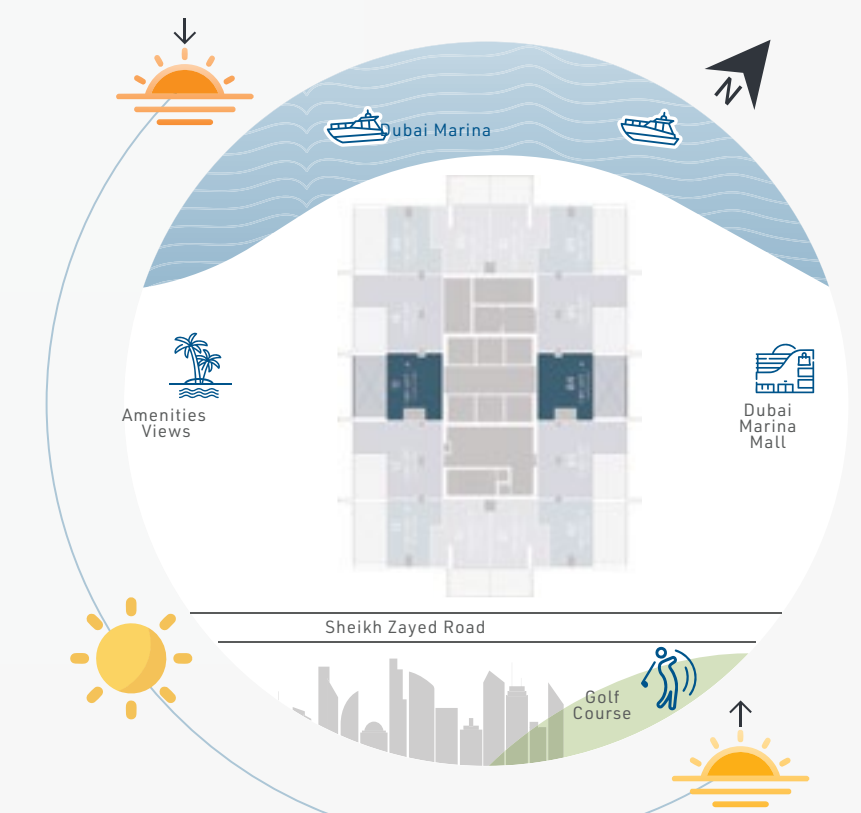 N
Dubai Marina
Amenities
Views
Dubai
Marina
Mall
Sheikh Zayed Road
Golf
Course